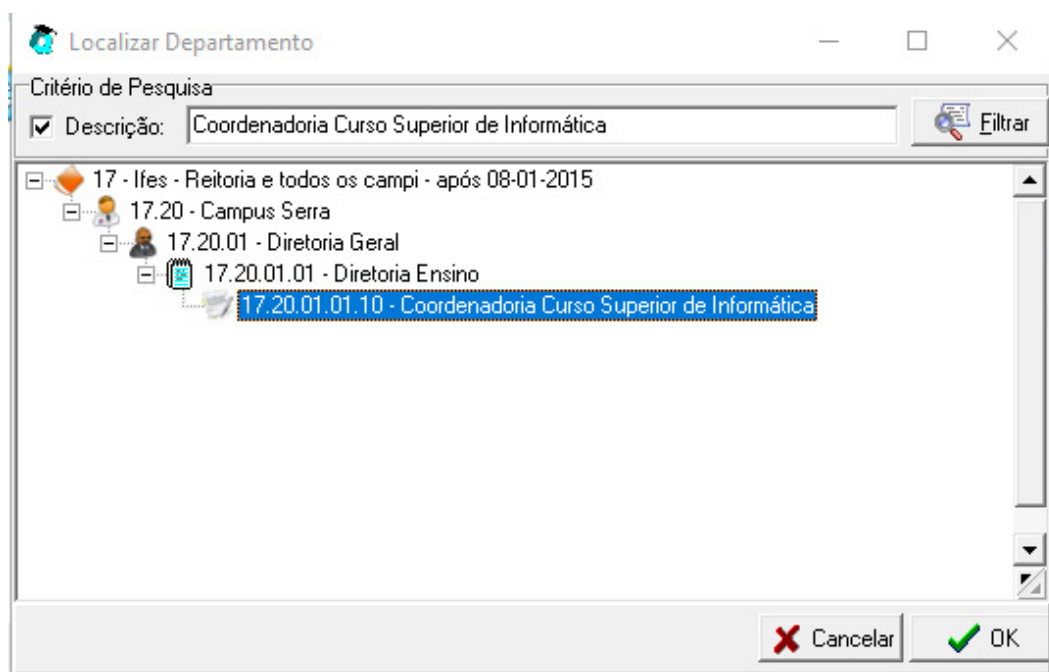 Localizar Departamento
Critério de Pesquisa
Descrição: Coordenadoria Curso Superior de Informática Filtrar
17 - Ifes - Reitoria e todos os campi - após 08-01-2015
17.20 - Campus Serra
17.20.01 - Diretoria Geral
17.20.01.01 - Diretoria Ensino
17.20.01.01.10 - Coordenadoria Curso Superior de Informática
Cancelar OK